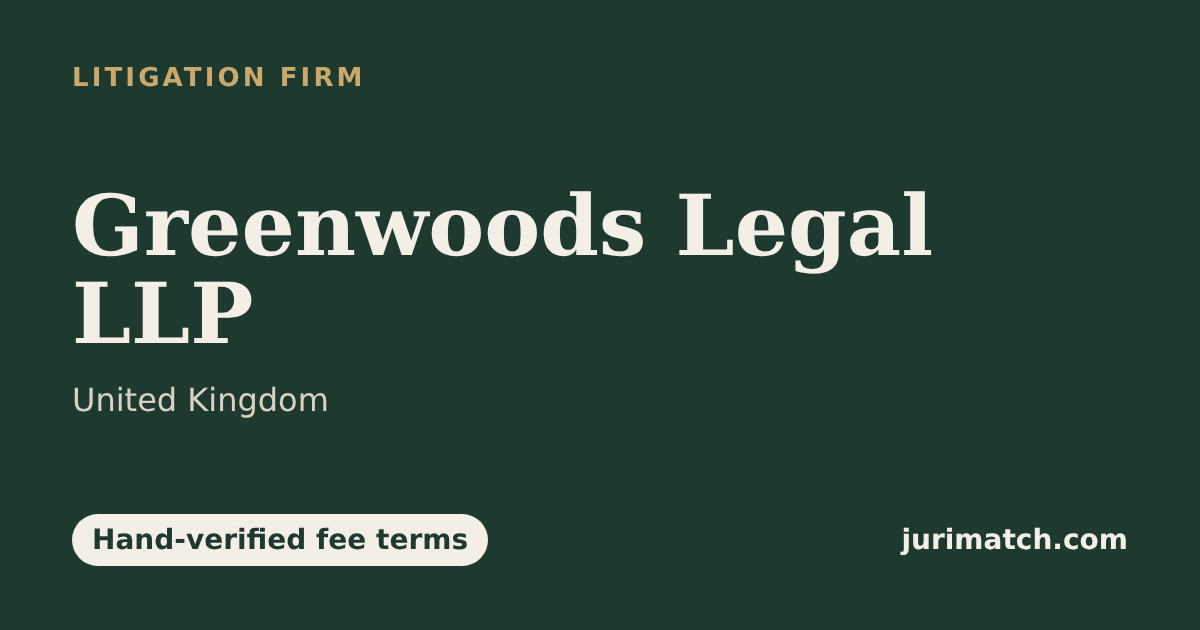 LITIGATION FIRM
Greenwoods Legal
LLP
United Kingdom
Hand-verified fee terms
jurimatch.com